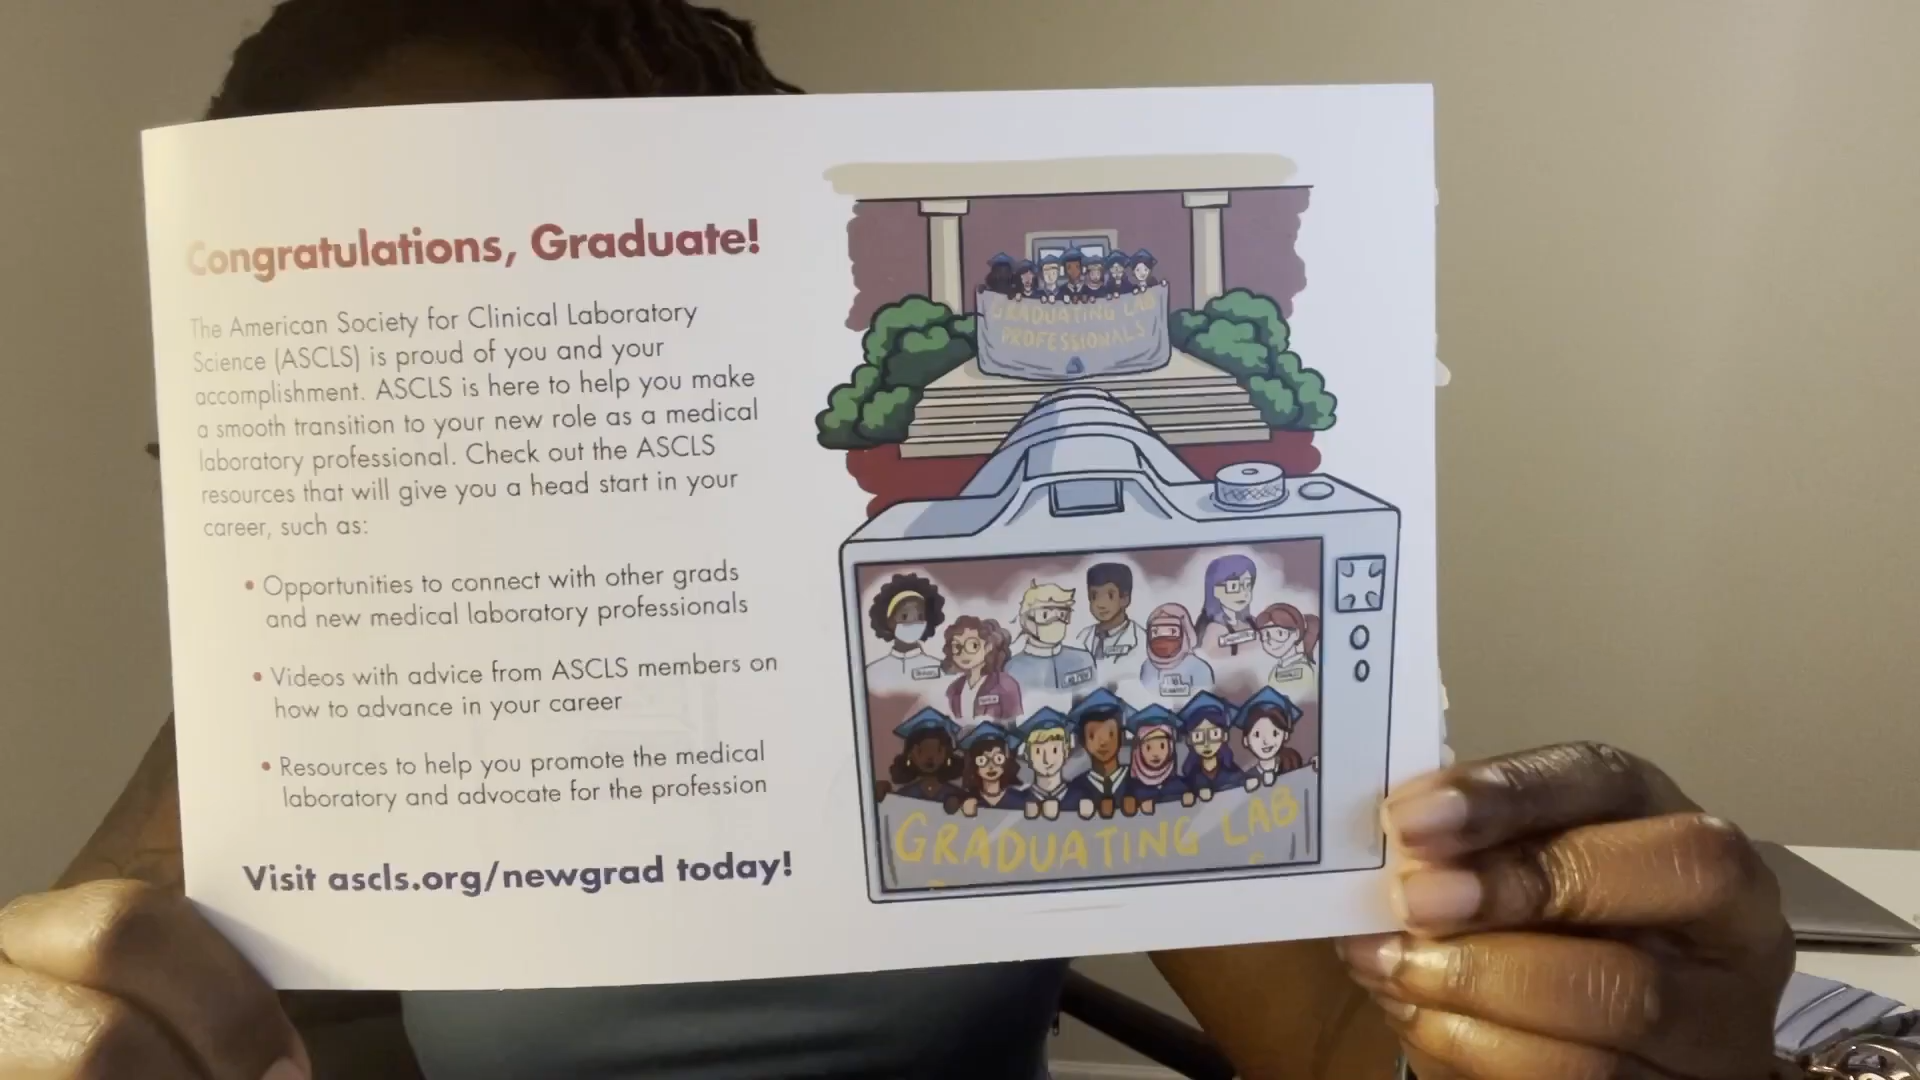 Congratulations, Graduate!
The American Society for Clinical Laboratory
Science (ASCLS) is proud of you and your
accomplishment. ASCLS is here to help you make
a smooth transition to your new role as a medical
laboratory professional. Check out the ASCLS
resources that will give you a head start in your
career, such as:
• Opportunities to connect with other grads
and new medical laboratory professionals
• Videos with advice from ASCLS members on
how to advance in your career
• Resources to help you promote the medical
laboratory and advocate for the profession
Visit ascls.org/newgrad today!
GRADUATING LAB
PROFESSIONALS
GRADUATING LAB